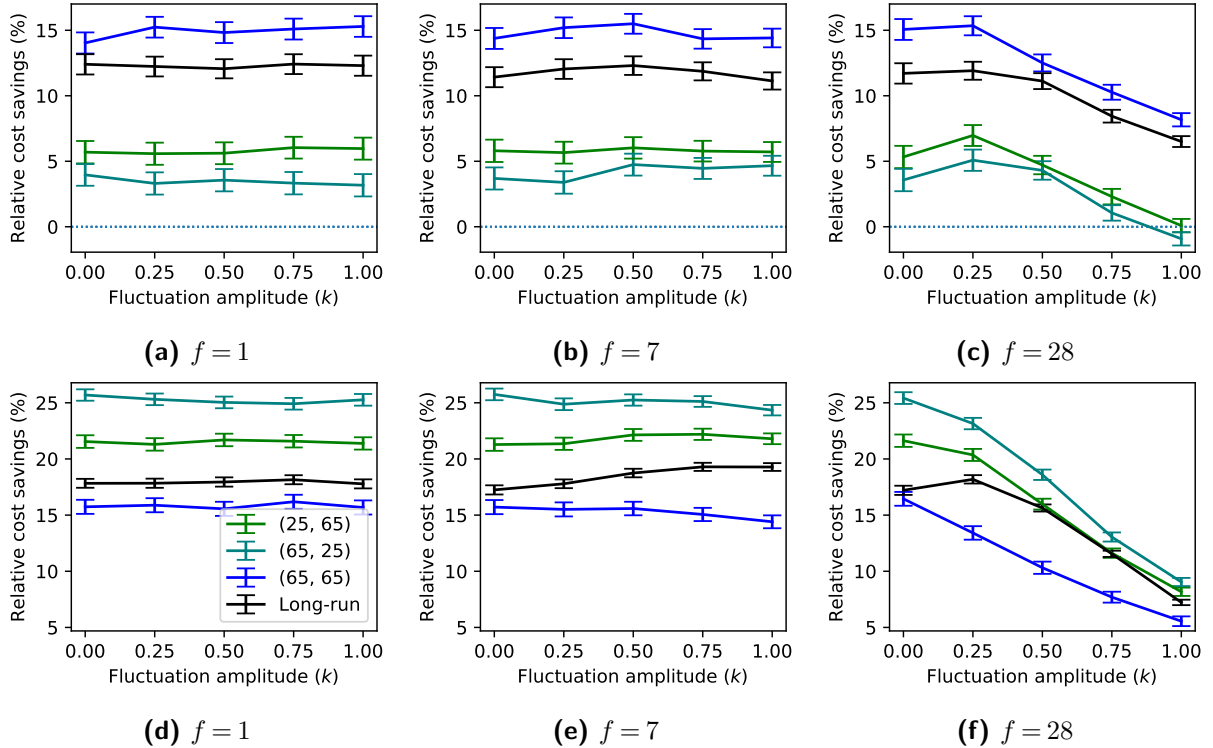 Relative cost savings (%)
15
10
5
0
0.00 0.25 0.50 0.75 1.00
Fluctuation amplitude (k)
(a) f = 1
Relative cost savings (%)
15
10
5
0
0.00 0.25 0.50 0.75 1.00
Fluctuation amplitude (k)
(b) f = 7
Relative cost savings (%)
15
10
5
0
0.00 0.25 0.50 0.75 1.00
Fluctuation amplitude (k)
(c) f = 28
Relative cost savings (%)
25
20
15
10
5
(25, 65)
(65, 25)
(65, 65)
Long-run
0.00 0.25 0.50 0.75 1.00
Fluctuation amplitude (k)
(d) f = 1
Relative cost savings (%)
25
20
15
10
5
0.00 0.25 0.50 0.75 1.00
Fluctuation amplitude (k)
(e) f = 7
Relative cost savings (%)
25
20
15
10
5
0.00 0.25 0.50 0.75 1.00
Fluctuation amplitude (k)
(f) f = 28